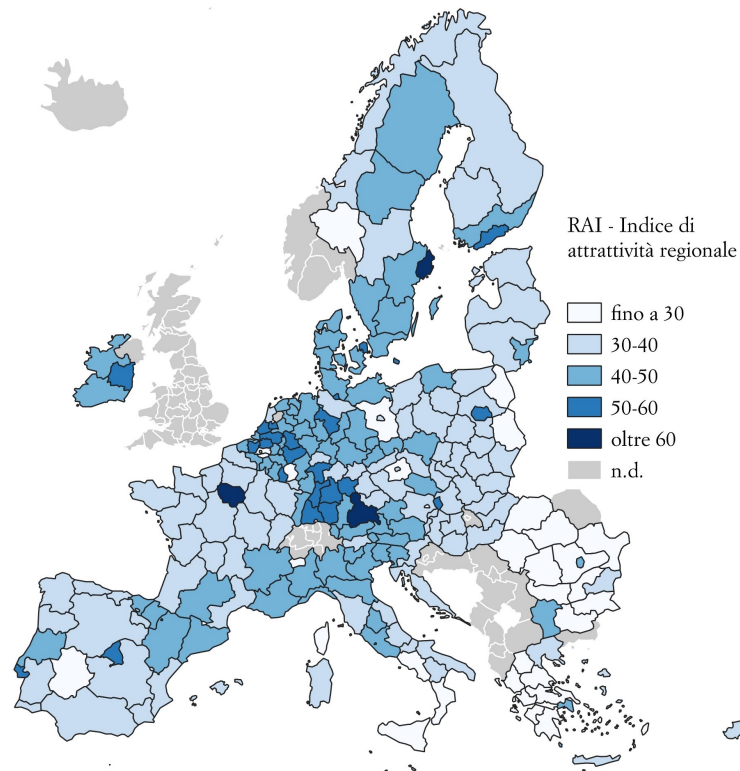 RAI - Indice di
attrattività regionale
fino a 30
30-40
40-50
50-60
oltre 60
n.d.